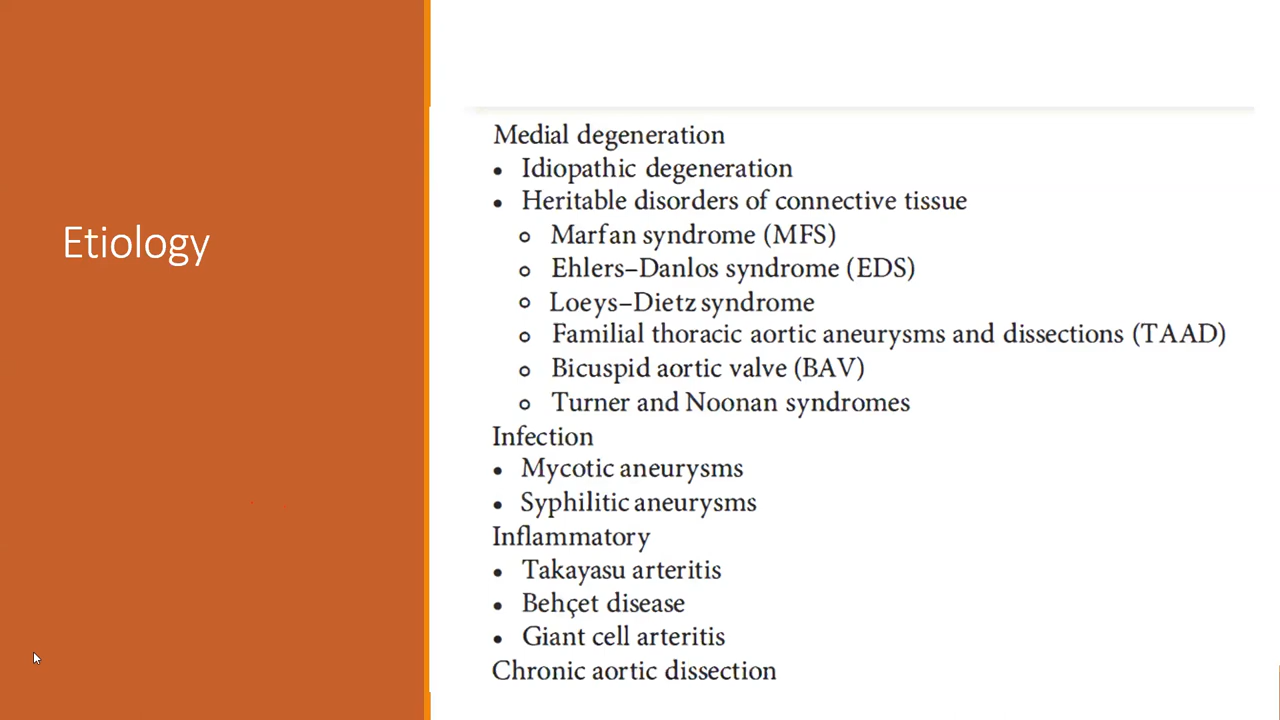 Etiology
Medial degeneration
• Idiopathic degeneration
• Heritable disorders of connective tissue
○ Marfan syndrome (MFS)
○ Ehlers–Danlos syndrome (EDS)
○ Loeys–Dietz syndrome
○ Familial thoracic aortic aneurysms and dissections (TAAD)
○ Bicuspid aortic valve (BAV)
○ Turner and Noonan syndromes
Infection
• Mycotic aneurysms
• Syphilitic aneurysms
Inflammatory
• Takayasu arteritis
• Behçet disease
• Giant cell arteritis
Chronic aortic dissection